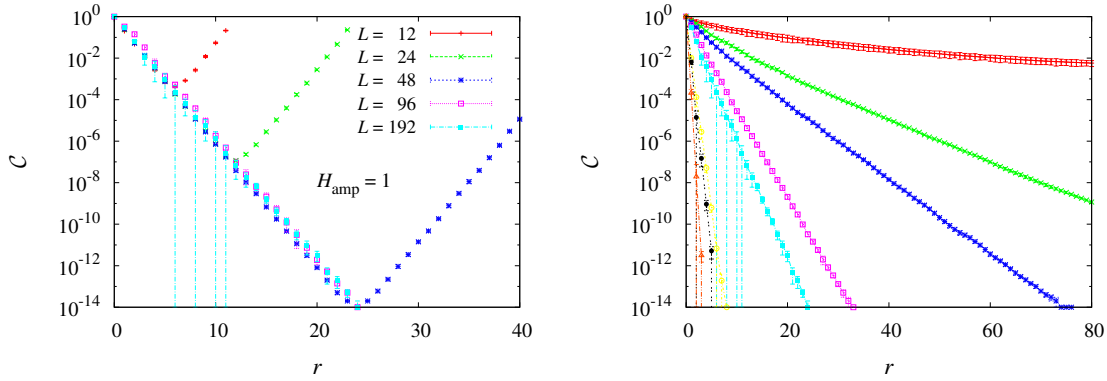 10^0
10^-2
10^-4
10^-6
10^-8
10^-10
10^-12
10^-14
C
0 10 20 30 40
r
L = 12
L = 24
L = 48
L = 96
L = 192
H_amp = 1
10^0
10^-2
10^-4
10^-6
10^-8
10^-10
10^-12
10^-14
C
0 20 40 60 80
r